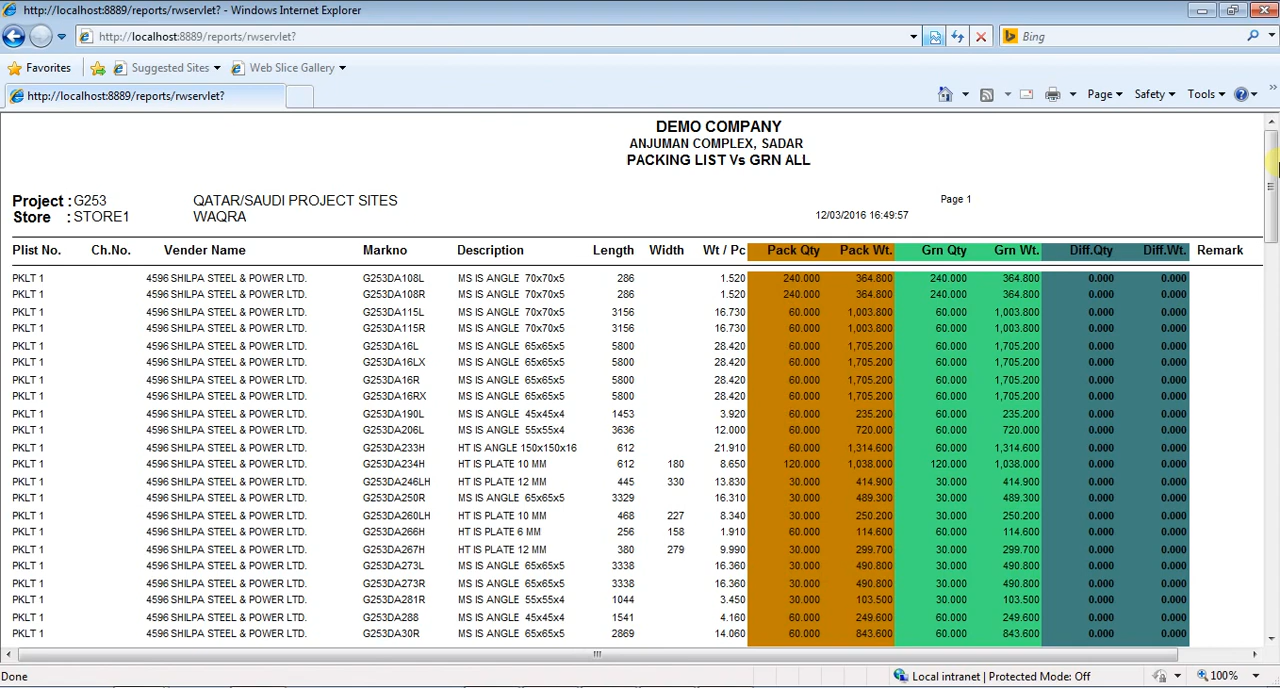 http://localhost:8889/reports/rwservlet? - Windows Internet Explorer
http://localhost:8889/reports/rwservlet? Bing
Favorites Suggested Sites Web Slice Gallery
http://localhost:8889/reports/rwservlet? Page Safety Tools
DEMO COMPANY
ANJUMAN COMPLEX, SADAR
PACKING LIST Vs GRN ALL
Project : G253 QATAR/SAUDI PROJECT SITES Page 1
Store : STORE1 WAQRA 12/03/2016 16:49:57
Plist No. Ch.No. Vender Name Markno Description Length Width Wt / Pc Pack Qty Pack Wt. Grn Qty Grn Wt. Diff.Qty Diff.Wt. Remark
PKLT 1 4596 SHILPA STEEL & POWER LTD. G253DA108L MS IS ANGLE 70x70x5 286 1.520 240.000 364.800 240.000 364.800 0.000 0.000
PKLT 1 4596 SHILPA STEEL & POWER LTD. G253DA108R MS IS ANGLE 70x70x5 286 1.520 240.000 364.800 240.000 364.800 0.000 0.000
PKLT 1 4596 SHILPA STEEL & POWER LTD. G253DA115L MS IS ANGLE 70x70x5 3156 16.730 60.000 1,003.800 60.000 1,003.800 0.000 0.000
PKLT 1 4596 SHILPA STEEL & POWER LTD. G253DA115R MS IS ANGLE 70x70x5 3156 16.730 60.000 1,003.800 60.000 1,003.800 0.000 0.000
PKLT 1 4596 SHILPA STEEL & POWER LTD. G253DA16L MS IS ANGLE 65x65x5 5800 28.420 60.000 1,705.200 60.000 1,705.200 0.000 0.000
PKLT 1 4596 SHILPA STEEL & POWER LTD. G253DA16LX MS IS ANGLE 65x65x5 5800 28.420 60.000 1,705.200 60.000 1,705.200 0.000 0.000
PKLT 1 4596 SHILPA STEEL & POWER LTD. G253DA16R MS IS ANGLE 65x65x5 5800 28.420 60.000 1,705.200 60.000 1,705.200 0.000 0.000
PKLT 1 4596 SHILPA STEEL & POWER LTD. G253DA16RX MS IS ANGLE 65x65x5 5800 28.420 60.000 1,705.200 60.000 1,705.200 0.000 0.000
PKLT 1 4596 SHILPA STEEL & POWER LTD. G253DA190L MS IS ANGLE 45x45x4 1453 3.920 60.000 235.200 60.000 235.200 0.000 0.000
PKLT 1 4596 SHILPA STEEL & POWER LTD. G253DA206L MS IS ANGLE 55x55x4 3636 12.000 60.000 720.000 60.000 720.000 0.000 0.000
PKLT 1 4596 SHILPA STEEL & POWER LTD. G253DA233H HT IS ANGLE 150x150x16 612 21.910 60.000 1,314.600 60.000 1,314.600 0.000 0.000
PKLT 1 4596 SHILPA STEEL & POWER LTD. G253DA234H HT IS PLATE 10 MM 612 180 8.650 120.000 1,038.000 120.000 1,038.000 0.000 0.000
PKLT 1 4596 SHILPA STEEL & POWER LTD. G253DA246LH HT IS PLATE 12 MM 445 330 13.830 30.000 414.900 30.000 414.900 0.000 0.000
PKLT 1 4596 SHILPA STEEL & POWER LTD. G253DA250R MS IS ANGLE 65x65x5 3329 16.310 30.000 489.300 30.000 489.300 0.000 0.000
PKLT 1 4596 SHILPA STEEL & POWER LTD. G253DA260LH HT IS PLATE 10 MM 468 227 8.340 30.000 250.200 30.000 250.200 0.000 0.000
PKLT 1 4596 SHILPA STEEL & POWER LTD. G253DA266H HT IS PLATE 6 MM 256 158 1.910 60.000 114.600 60.000 114.600 0.000 0.000
PKLT 1 4596 SHILPA STEEL & POWER LTD. G253DA267H HT IS PLATE 12 MM 380 279 9.990 30.000 299.700 30.000 299.700 0.000 0.000
PKLT 1 4596 SHILPA STEEL & POWER LTD. G253DA273L MS IS ANGLE 65x65x5 3338 16.360 30.000 490.800 30.000 490.800 0.000 0.000
PKLT 1 4596 SHILPA STEEL & POWER LTD. G253DA273R MS IS ANGLE 65x65x5 3338 16.360 30.000 490.800 30.000 490.800 0.000 0.000
PKLT 1 4596 SHILPA STEEL & POWER LTD. G253DA281R MS IS ANGLE 55x55x4 1044 3.450 30.000 103.500 30.000 103.500 0.000 0.000
PKLT 1 4596 SHILPA STEEL & POWER LTD. G253DA288 MS IS ANGLE 45x45x4 1541 4.160 60.000 249.600 60.000 249.600 0.000 0.000
PKLT 1 4596 SHILPA STEEL & POWER LTD. G253DA30R MS IS ANGLE 65x65x5 2869 14.060 60.000 843.600 60.000 843.600 0.000 0.000
Done Local intranet | Protected Mode: Off 100%